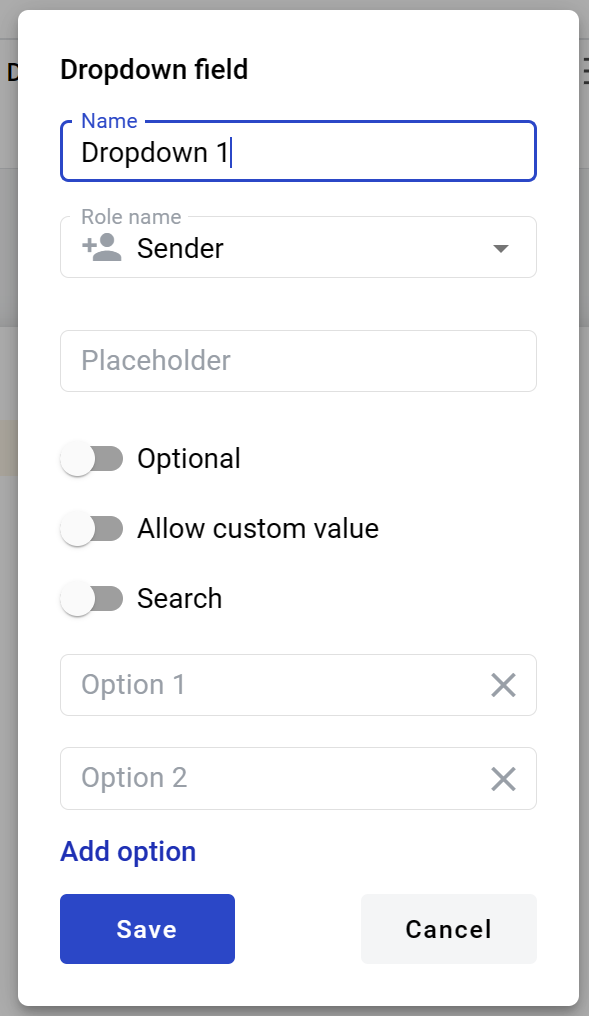 D
Dropdown field
Name
Dropdown 1
Role name
Sender
Placeholder
Optional
Allow custom value
Search
Option 1
Option 2
Add option
Save
Cancel